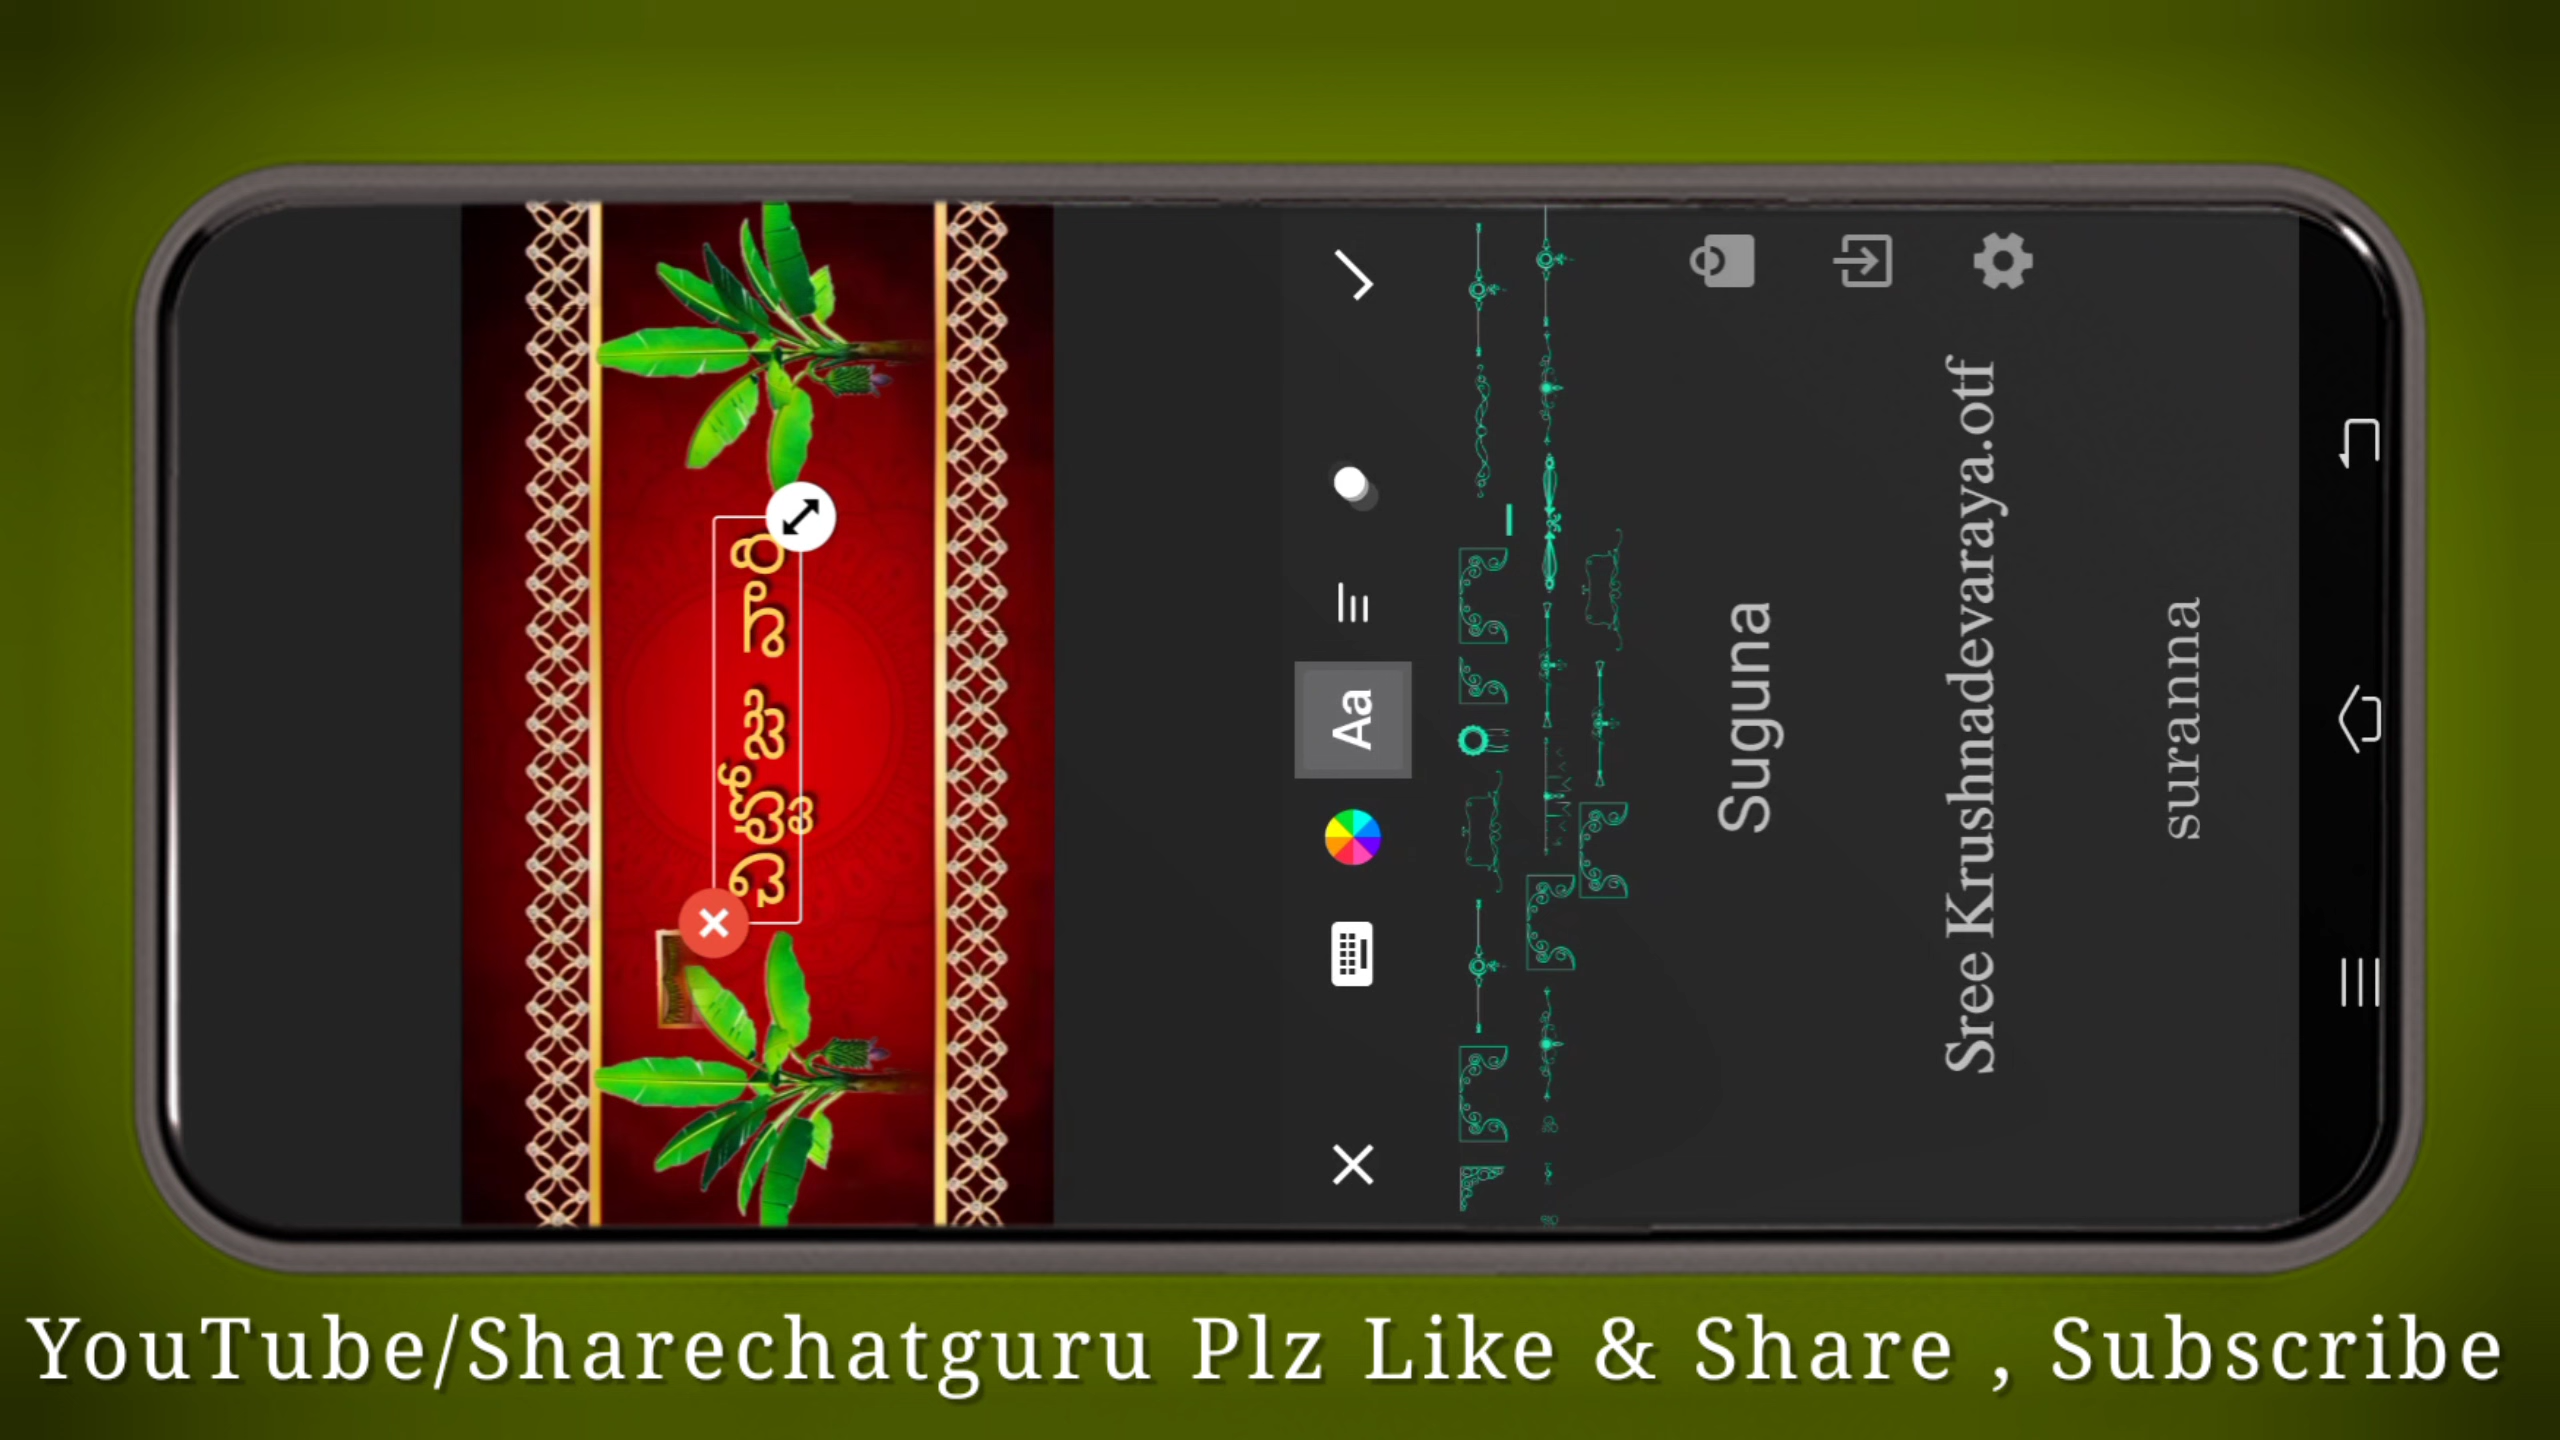 వారి
Aa
Suguna
Sree Krushnadevaraya.otf
suranna
YouTube/Sharechatguru Plz Like & Share , Subscribe